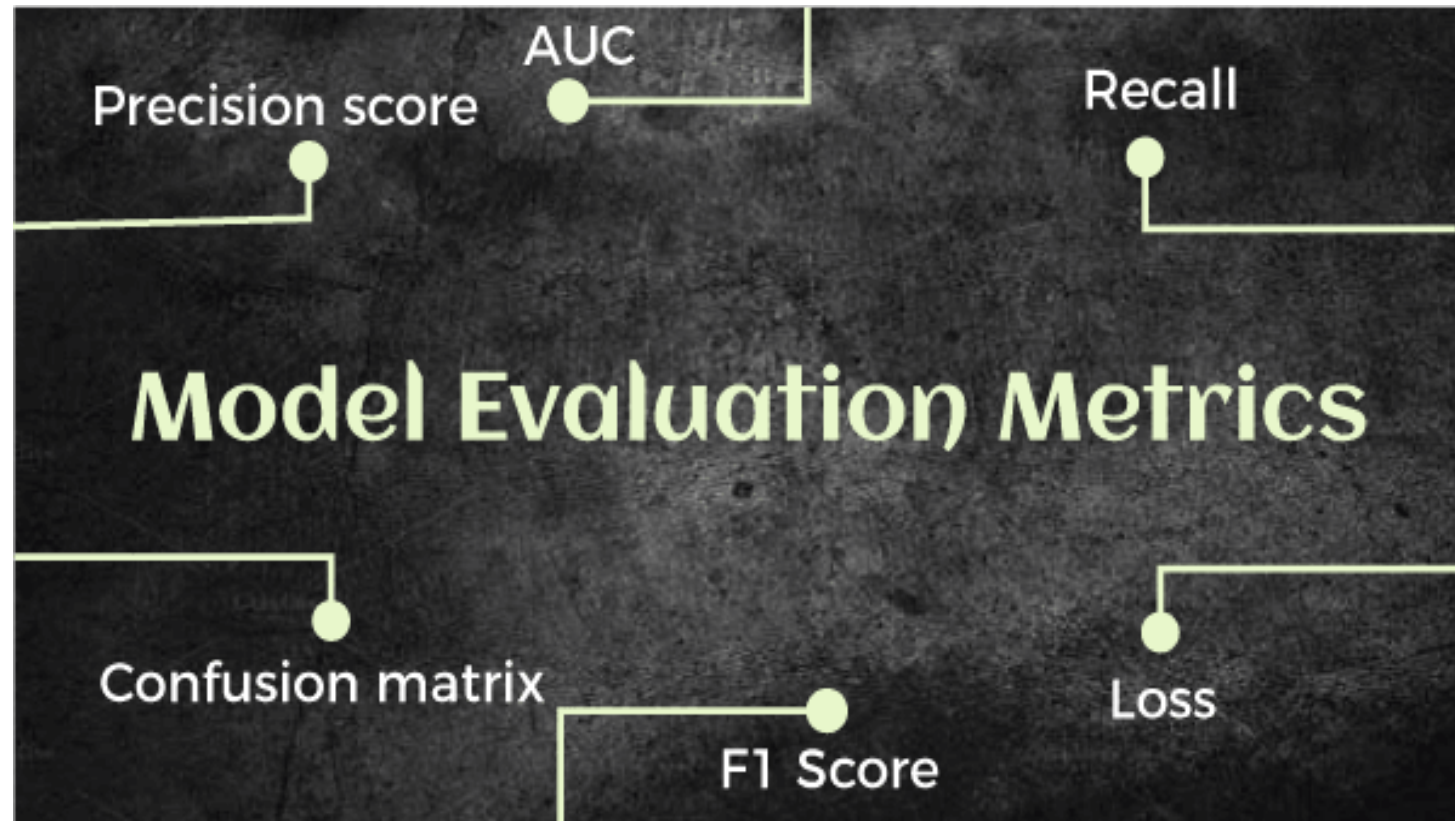 AUC
Precision score
Recall
Model Evaluation Metrics
Confusion matrix
Loss
F1 Score